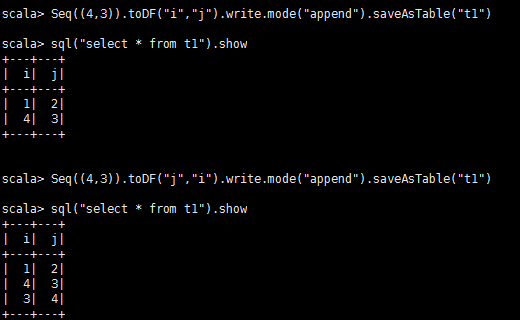 scala> Seq((4,3)).toDF("i","j").write.mode("append").saveAsTable("t1")
scala> sql("select * from t1").show
+---+---+
|  i|  j|
+---+---+
|  1|  2|
|  4|  3|
+---+---+
scala> Seq((4,3)).toDF("j","i").write.mode("append").saveAsTable("t1")
scala> sql("select * from t1").show
+---+---+
|  i|  j|
+---+---+
|  1|  2|
|  4|  3|
|  3|  4|
+---+---+